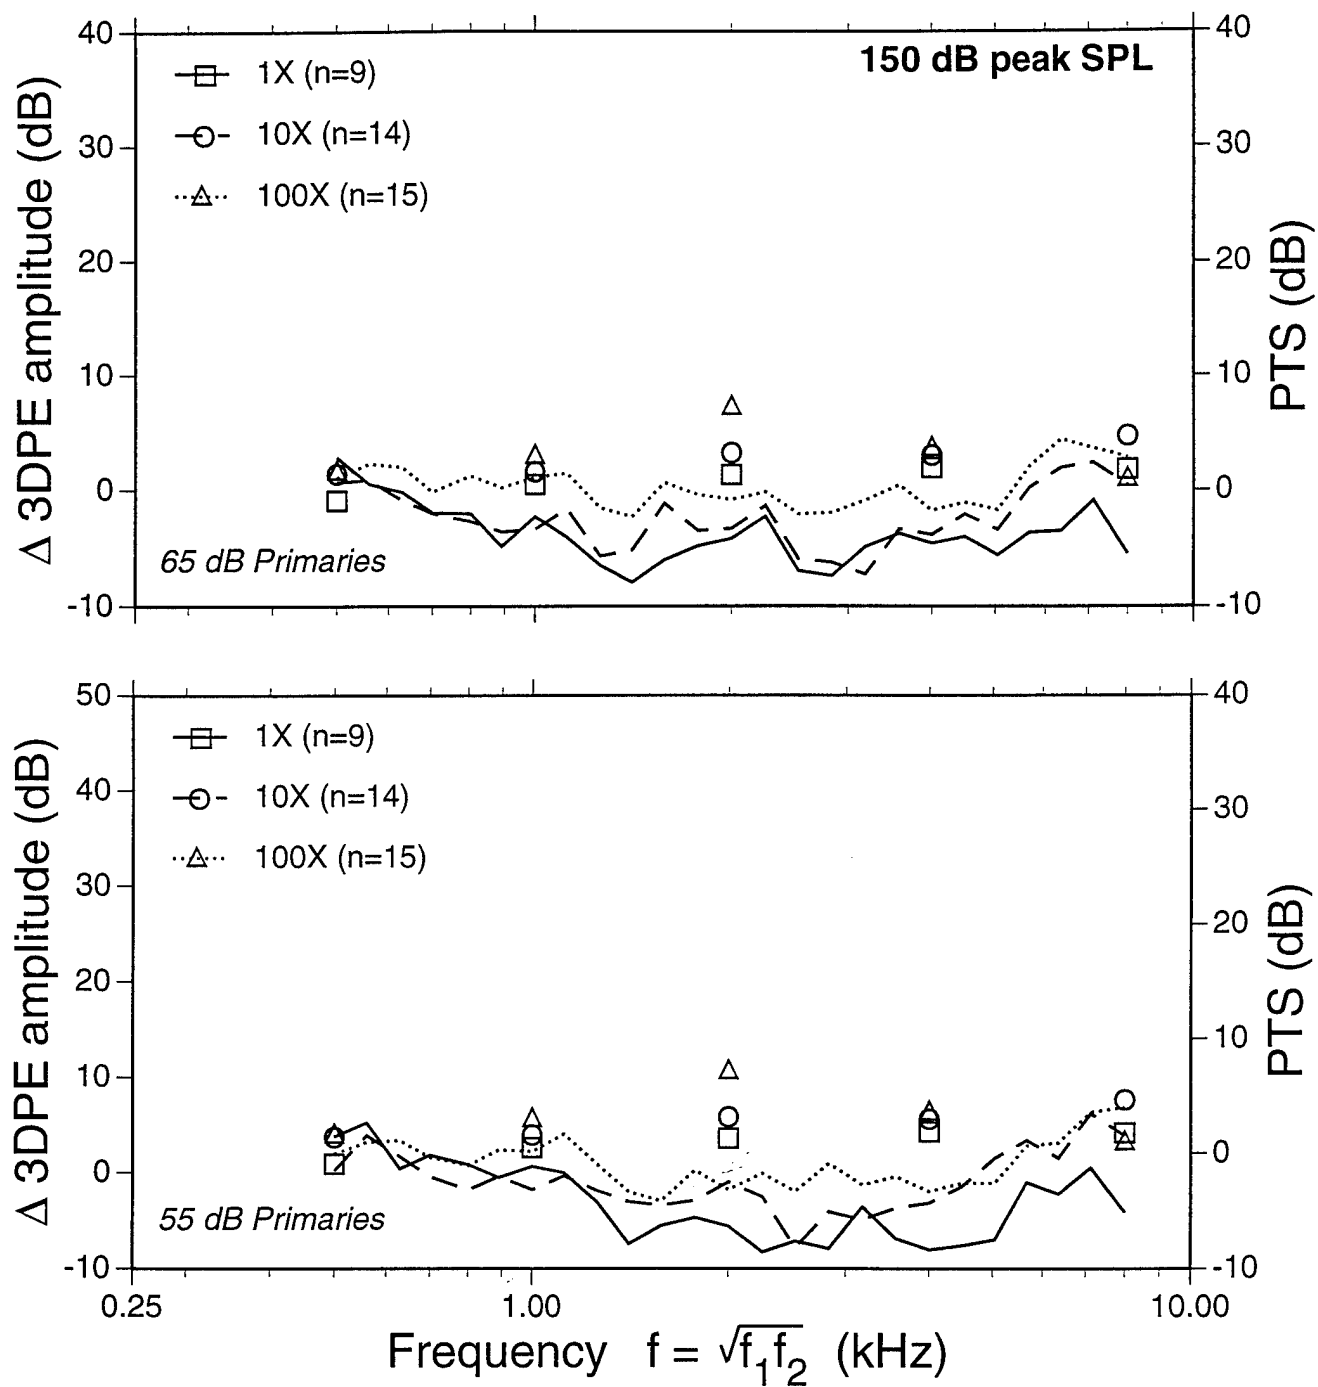 150 dB peak SPL
1X (n=9)
10X (n=14)
100X (n=15)
65 dB Primaries
Δ 3DPE amplitude (dB)
40
30
20
10
0
-10
PTS (dB)
40
30
20
10
0
-10
1X (n=9)
10X (n=14)
100X (n=15)
55 dB Primaries
Δ 3DPE amplitude (dB)
50
40
30
20
10
0
-10
PTS (dB)
40
30
20
10
0
-10
0.25 1.00 10.00
Frequency f = √f₁f₂ (kHz)